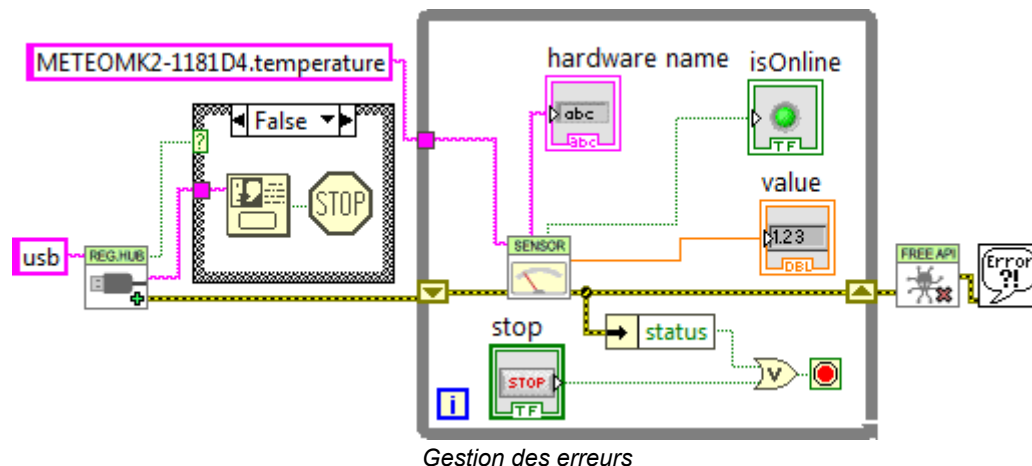 METEOMK2-1181D4.temperature
hardware name
isOnline
abc
abc
TF
False
?
STOP
value
1.23
DBL
usb
REG.HUB
SENSOR
FREE.API
Error
?!
stop
status
STOP
TF
V
i
Gestion des erreurs